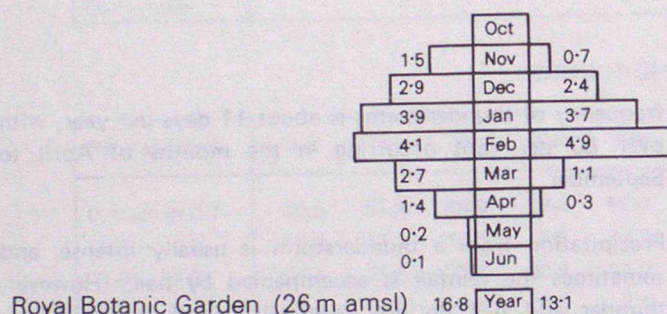 Oct
1·5 Nov 0·7
2·9 Dec 2·4
3·9 Jan 3·7
4·1 Feb 4·9
2·7 Mar 1·1
1·4 Apr 0·3
0·2 May
0·1 Jun
Royal Botanic Garden (26 m amsl) 16·8 Year 13·1